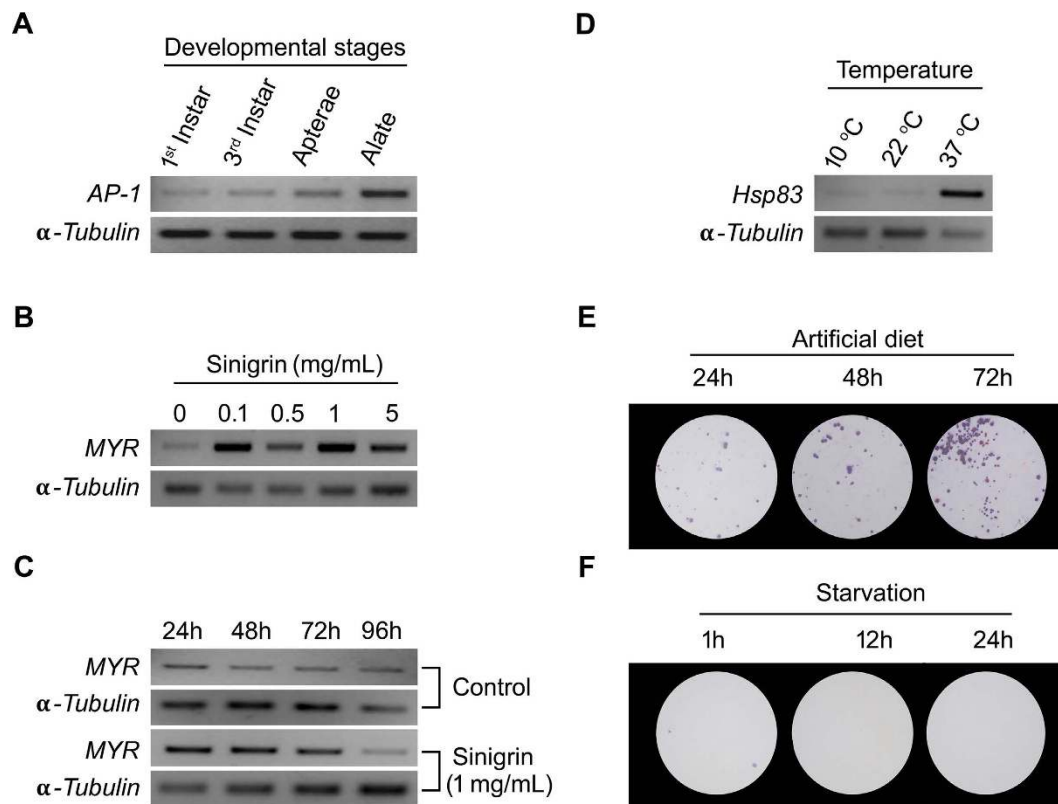 A
Developmental stages
1st Instar
3rd Instar
Apterae
Alate
AP-1
α-Tubulin
B
Sinigrin (mg/mL)
0 0.1 0.5 1 5
MYR
α-Tubulin
C
24h 48h 72h 96h
MYR
α-Tubulin
Control
MYR
α-Tubulin
Sinigrin
(1 mg/mL)
D
Temperature
10 °C
22 °C
37 °C
Hsp83
α-Tubulin
E
Artificial diet
24h 48h 72h
F
Starvation
1h 12h 24h